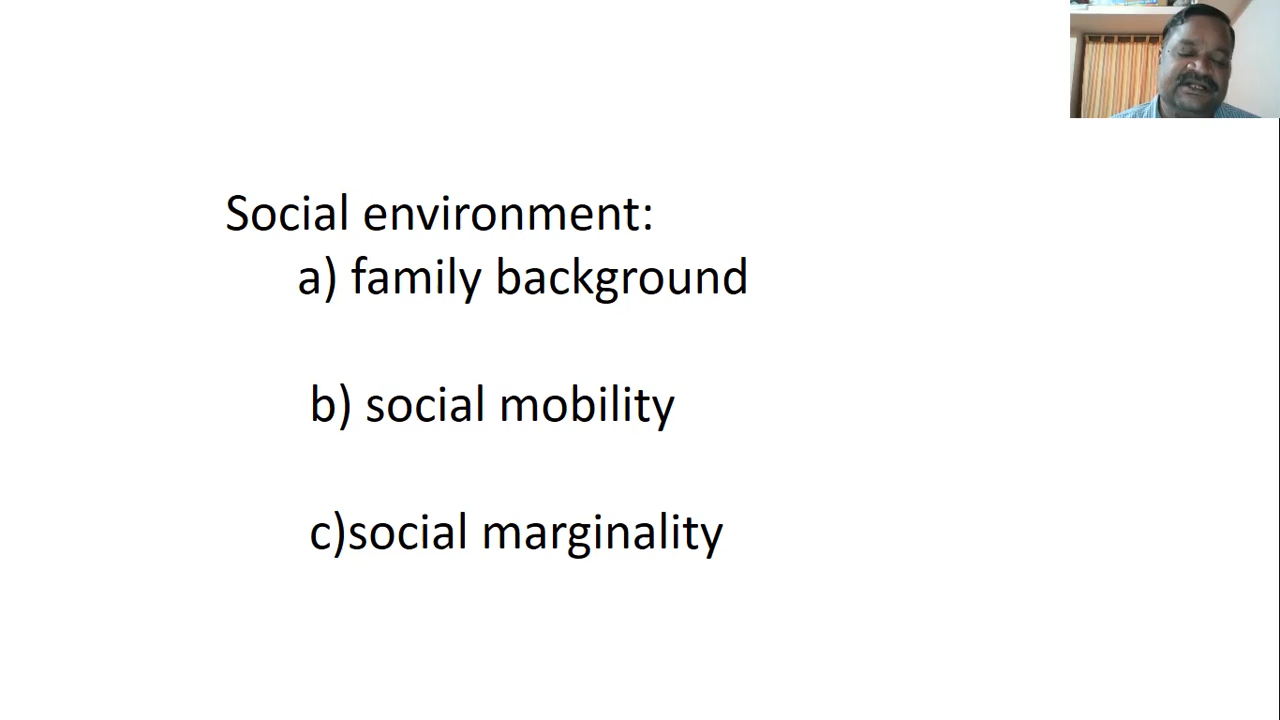 Social environment:
a) family background
b) social mobility
c)social marginality